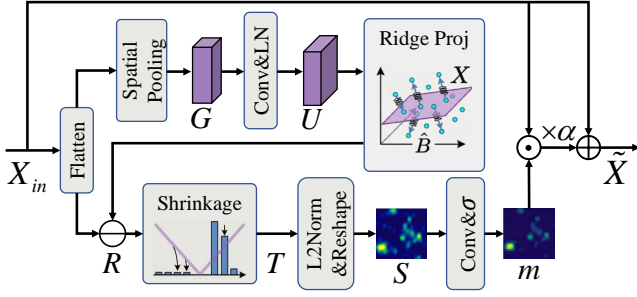 Spatial
Pooling
G
Conv&LN
U
Ridge Proj
X
B̂
X_in
Flatten
×α
X̃
R
Shrinkage
T
L2Norm
&Reshape
S
Conv&σ
m